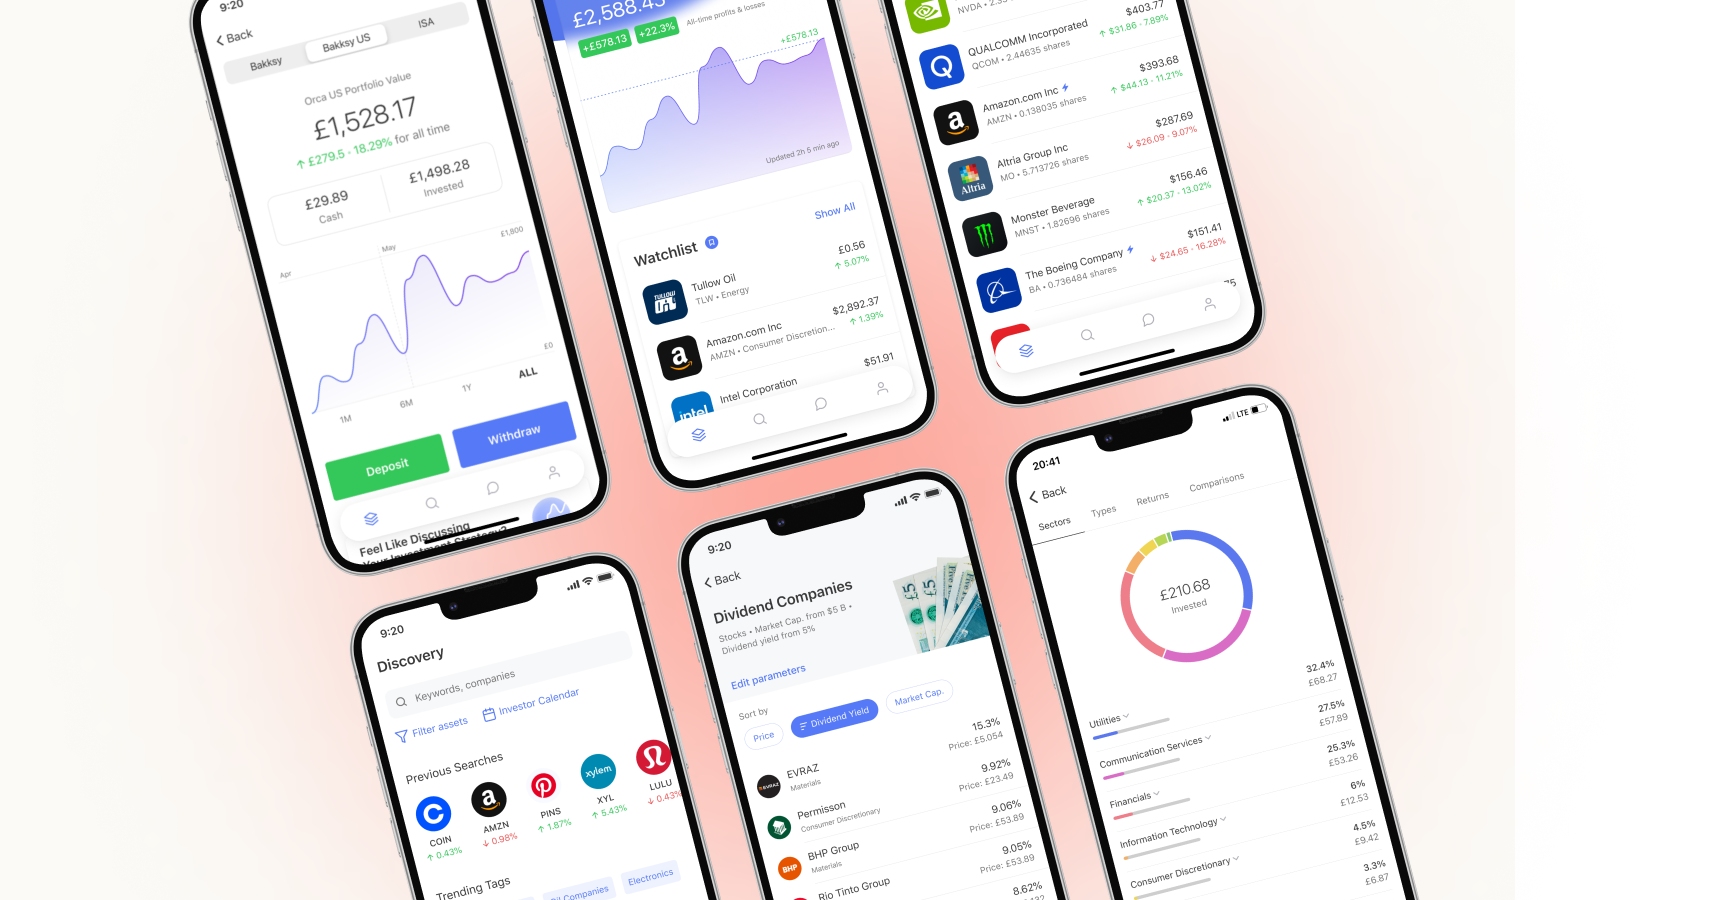 9:20
Back
Bakksy
Bakksy US
ISA
Orca US Portfolio Value
£1,528.17
↑ £279.5 · 18.29% for all time
£29.89
Cash
£1,498.28
Invested
Apr
May
£1,800
£0
1M
6M
1Y
ALL
Deposit
Withdraw
Feel Like Discussing
Your Investment Strategy?
£2,588.45
+£578.13
+22.3%
All-time profits & losses
+£578.13
Updated 2h 5 min ago
Show All
Watchlist
TULLOW
Oil
Tullow Oil
TLW • Energy
£0.56
↑ 5.07%
Amazon.com Inc
AMZN • Consumer Discretion...
$2,892.37
↑ 1.39%
intel
Intel Corporation
$51.91
QUALCOMM Incorporated
QCOM • 2.44635 shares
$403.77
↑ $31.86 · 7.89%
Amazon.com Inc
AMZN • 0.138035 shares
$393.68
↑ $44.13 · 11.21%
Altria
Altria Group Inc
MO • 5.713726 shares
$287.69
↓ $26.09 · 9.07%
Monster Beverage
MNST • 1.82696 shares
$156.46
↑ $20.37 · 13.02%
The Boeing Company
BA • 0.736484 shares
$151.41
↓ $24.65 · 16.28%
9:20
Discovery
Keywords, companies
Filter assets
Investor Calendar
Previous Searches
COIN
↑ 0.43%
AMZN
↓ 0.98%
PINS
↑ 1.87%
xylem
XYL
↑ 5.43%
LULU
↓ 0.43%
Trending Tags
Companies
Electronics
9:20
Back
Dividend Companies
Stocks • Market Cap. from $5 B •
Dividend yield from 5%
£5
£5
Edit parameters
Sort by
Price
Dividend Yield
Market Cap.
EVRAZ
EVRAZ
Materials
15.3%
Price: £5.054
Permisson
Consumer Discretionary
9.92%
Price: £23.49
BHP
BHP Group
Materials
9.06%
Price: £53.89
Rio Tinto Group
9.05%
Price: £53.89
8.62%
20:41
LTE
Back
Sectors
Types
Returns
Comparisons
£210.68
Invested
Utilities
32.4%
£68.27
Communication Services
27.5%
£57.89
Financials
25.3%
£53.26
Information Technology
6%
£12.53
Consumer Discretionary
4.5%
£9.42
3.3%
£6.87